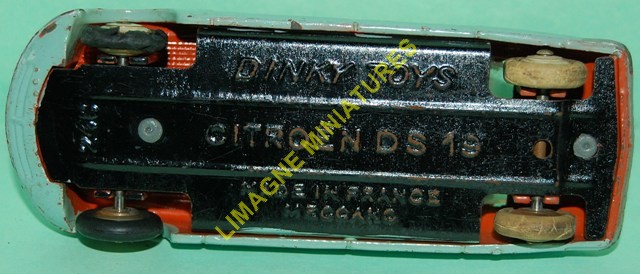 DINKY TOYS
CITROEN DS 19
MADE IN FRANCE
MECCANO
LIMAGNE MINIATURES